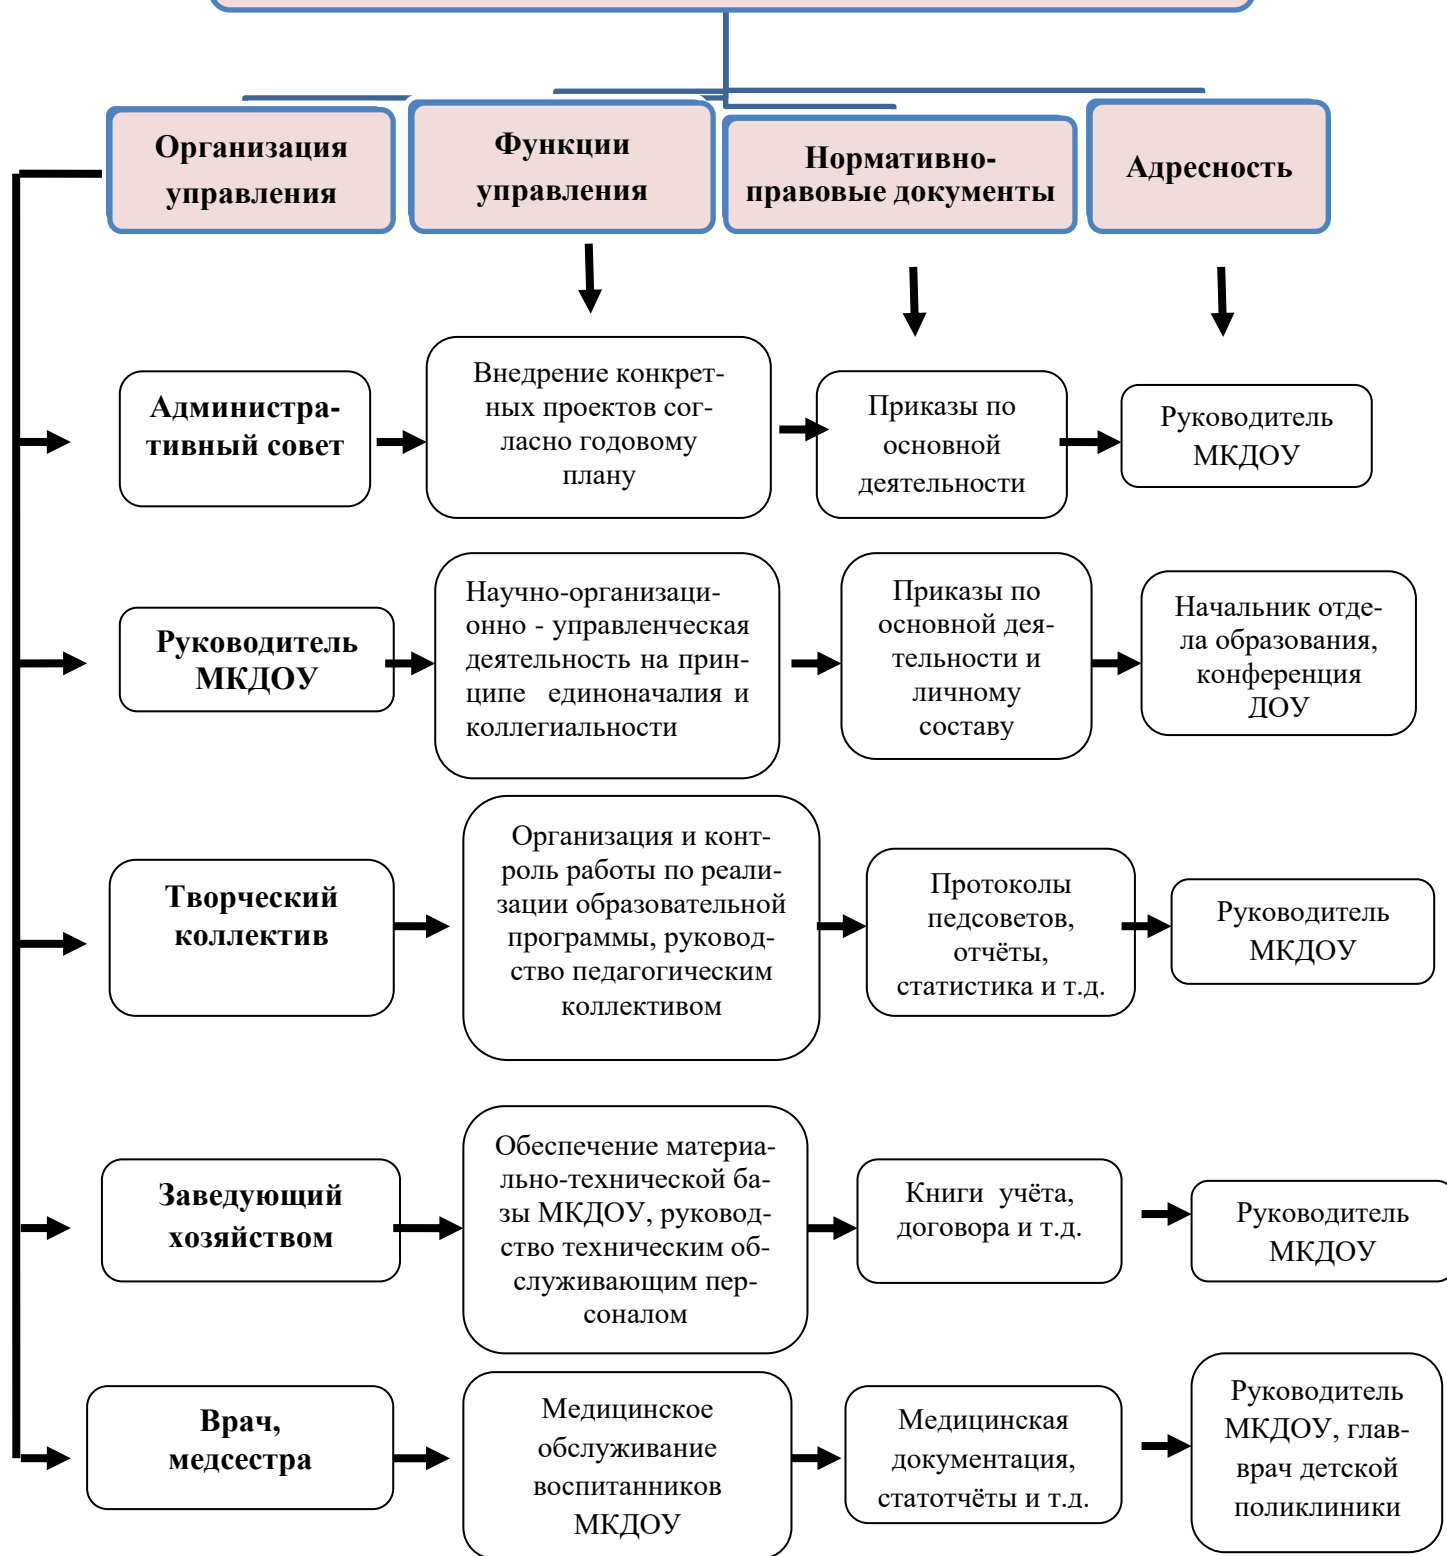 Организация
управления
Функции
управления
Нормативно-
правовые документы
Адресность
Администра-
тивный совет
Внедрение конкрет-
ных проектов сог-
ласно годовому
плану
Приказы по
основной
деятельности
Руководитель
МКДОУ
Руководитель
МКДОУ
Научно-организаци-
онно - управленческая
деятельность на прин-
ципе единоначалия и
коллегиальности
Приказы по
основной дея-
тельности и
личному
составу
Начальник отде-
ла образования,
конференция
ДОУ
Творческий
коллектив
Организация и конт-
роль работы по реали-
зации образовательной
программы, руковод-
ство педагогическим
коллективом
Протоколы
педсоветов,
отчёты,
статистика и т.д.
Руководитель
МКДОУ
Заведующий
хозяйством
Обеспечение материа-
льно-технической ба-
зы МКДОУ, руковод-
ство техническим об-
служивающим пер-
соналом
Книги учёта,
договора и т.д.
Руководитель
МКДОУ
Врач,
медсестра
Медицинское
обслуживание
воспитанников
МКДОУ
Медицинская
документация,
статотчёты и т.д.
Руководитель
МКДОУ, глав-
врач детской
поликлиники